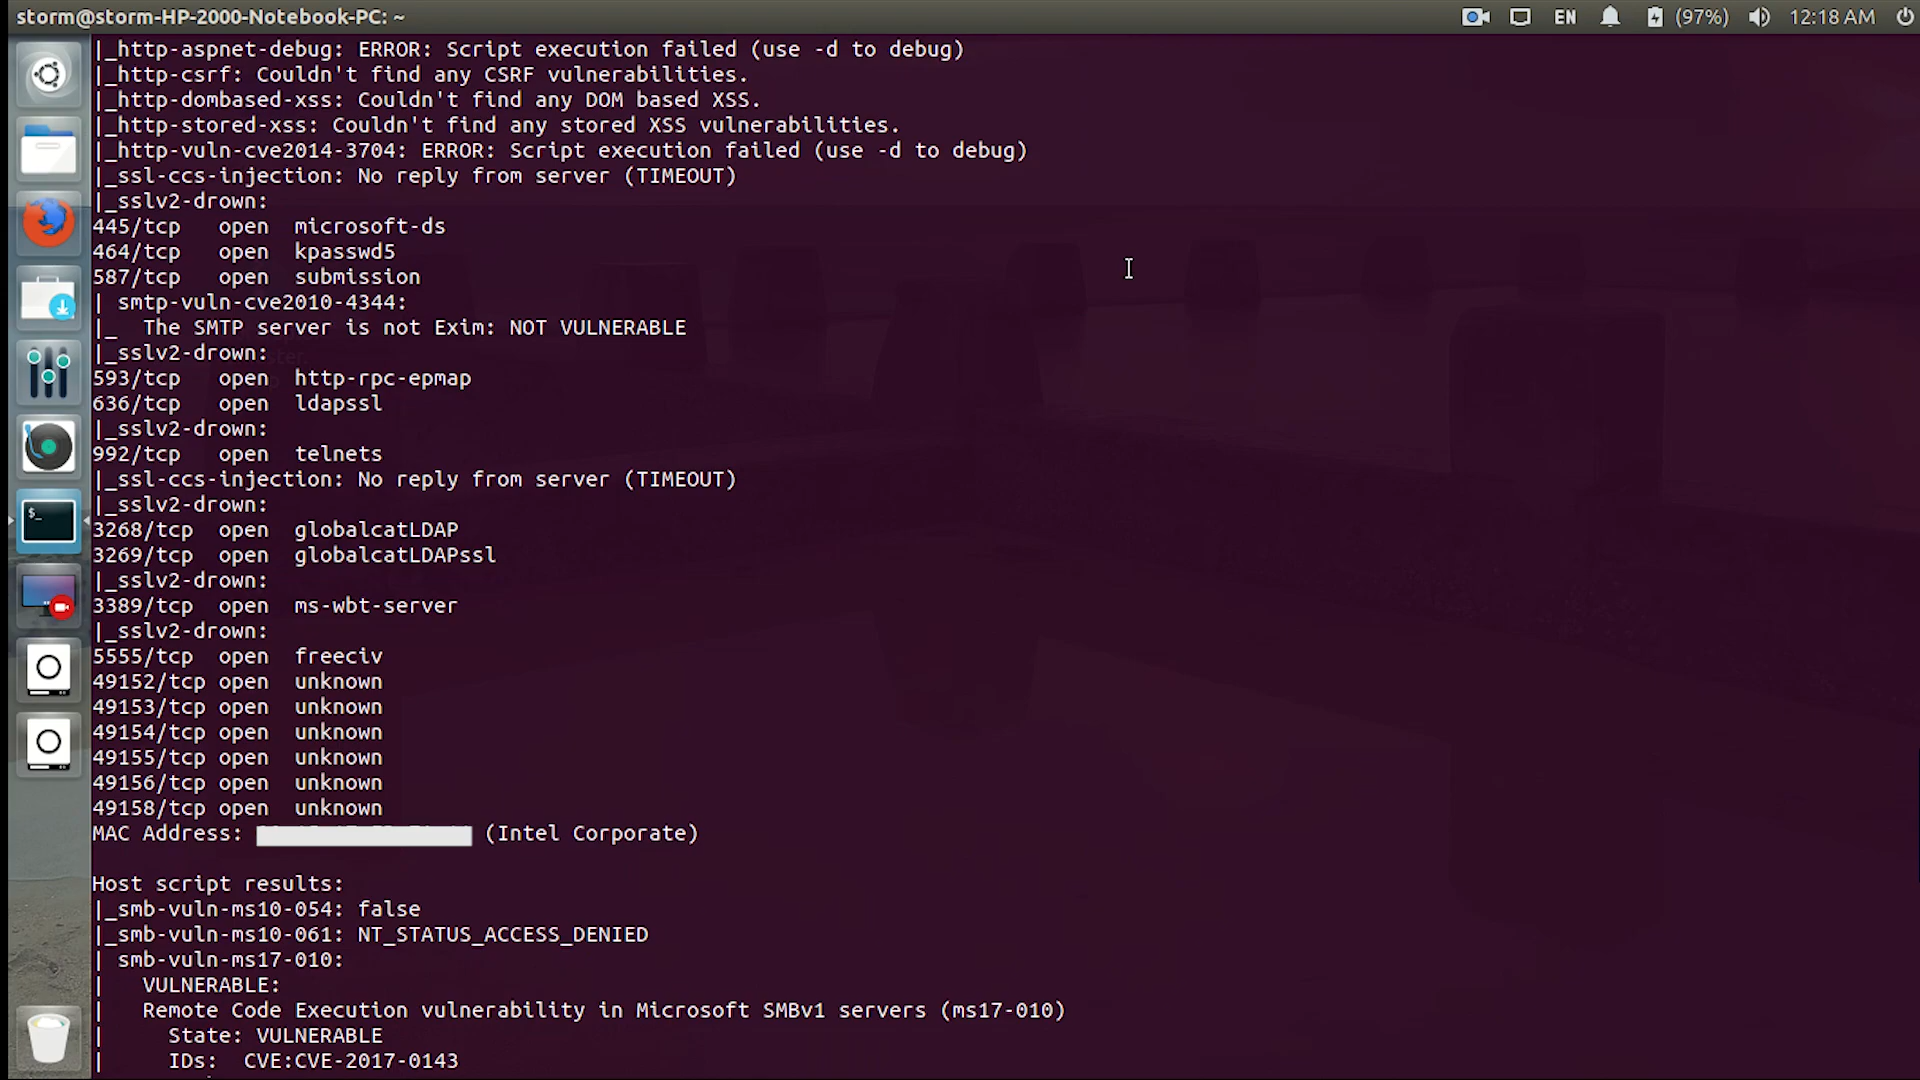 storm@storm-HP-2000-Notebook-PC: ~
EN (97%) 12:18 AM
|_http-aspnet-debug: ERROR: Script execution failed (use -d to debug)
|_http-csrf: Couldn't find any CSRF vulnerabilities.
|_http-dombased-xss: Couldn't find any DOM based XSS.
|_http-stored-xss: Couldn't find any stored XSS vulnerabilities.
|_http-vuln-cve2014-3704: ERROR: Script execution failed (use -d to debug)
|_ssl-ccs-injection: No reply from server (TIMEOUT)
|_sslv2-drown:
445/tcp   open  microsoft-ds
464/tcp   open  kpasswd5
587/tcp   open  submission
| smtp-vuln-cve2010-4344:
|_  The SMTP server is not Exim: NOT VULNERABLE
|_sslv2-drown:
593/tcp   open  http-rpc-epmap
636/tcp   open  ldapssl
|_sslv2-drown:
992/tcp   open  telnets
|_ssl-ccs-injection: No reply from server (TIMEOUT)
|_sslv2-drown:
3268/tcp  open  globalcatLDAP
3269/tcp  open  globalcatLDAPssl
|_sslv2-drown:
3389/tcp  open  ms-wbt-server
|_sslv2-drown:
5555/tcp  open  freeciv
49152/tcp open  unknown
49153/tcp open  unknown
49154/tcp open  unknown
49155/tcp open  unknown
49156/tcp open  unknown
49158/tcp open  unknown
MAC Address: (Intel Corporate)
Host script results:
|_smb-vuln-ms10-054: false
|_smb-vuln-ms10-061: NT_STATUS_ACCESS_DENIED
| smb-vuln-ms17-010:
|   VULNERABLE:
|   Remote Code Execution vulnerability in Microsoft SMBv1 servers (ms17-010)
|     State: VULNERABLE
|     IDs:  CVE:CVE-2017-0143